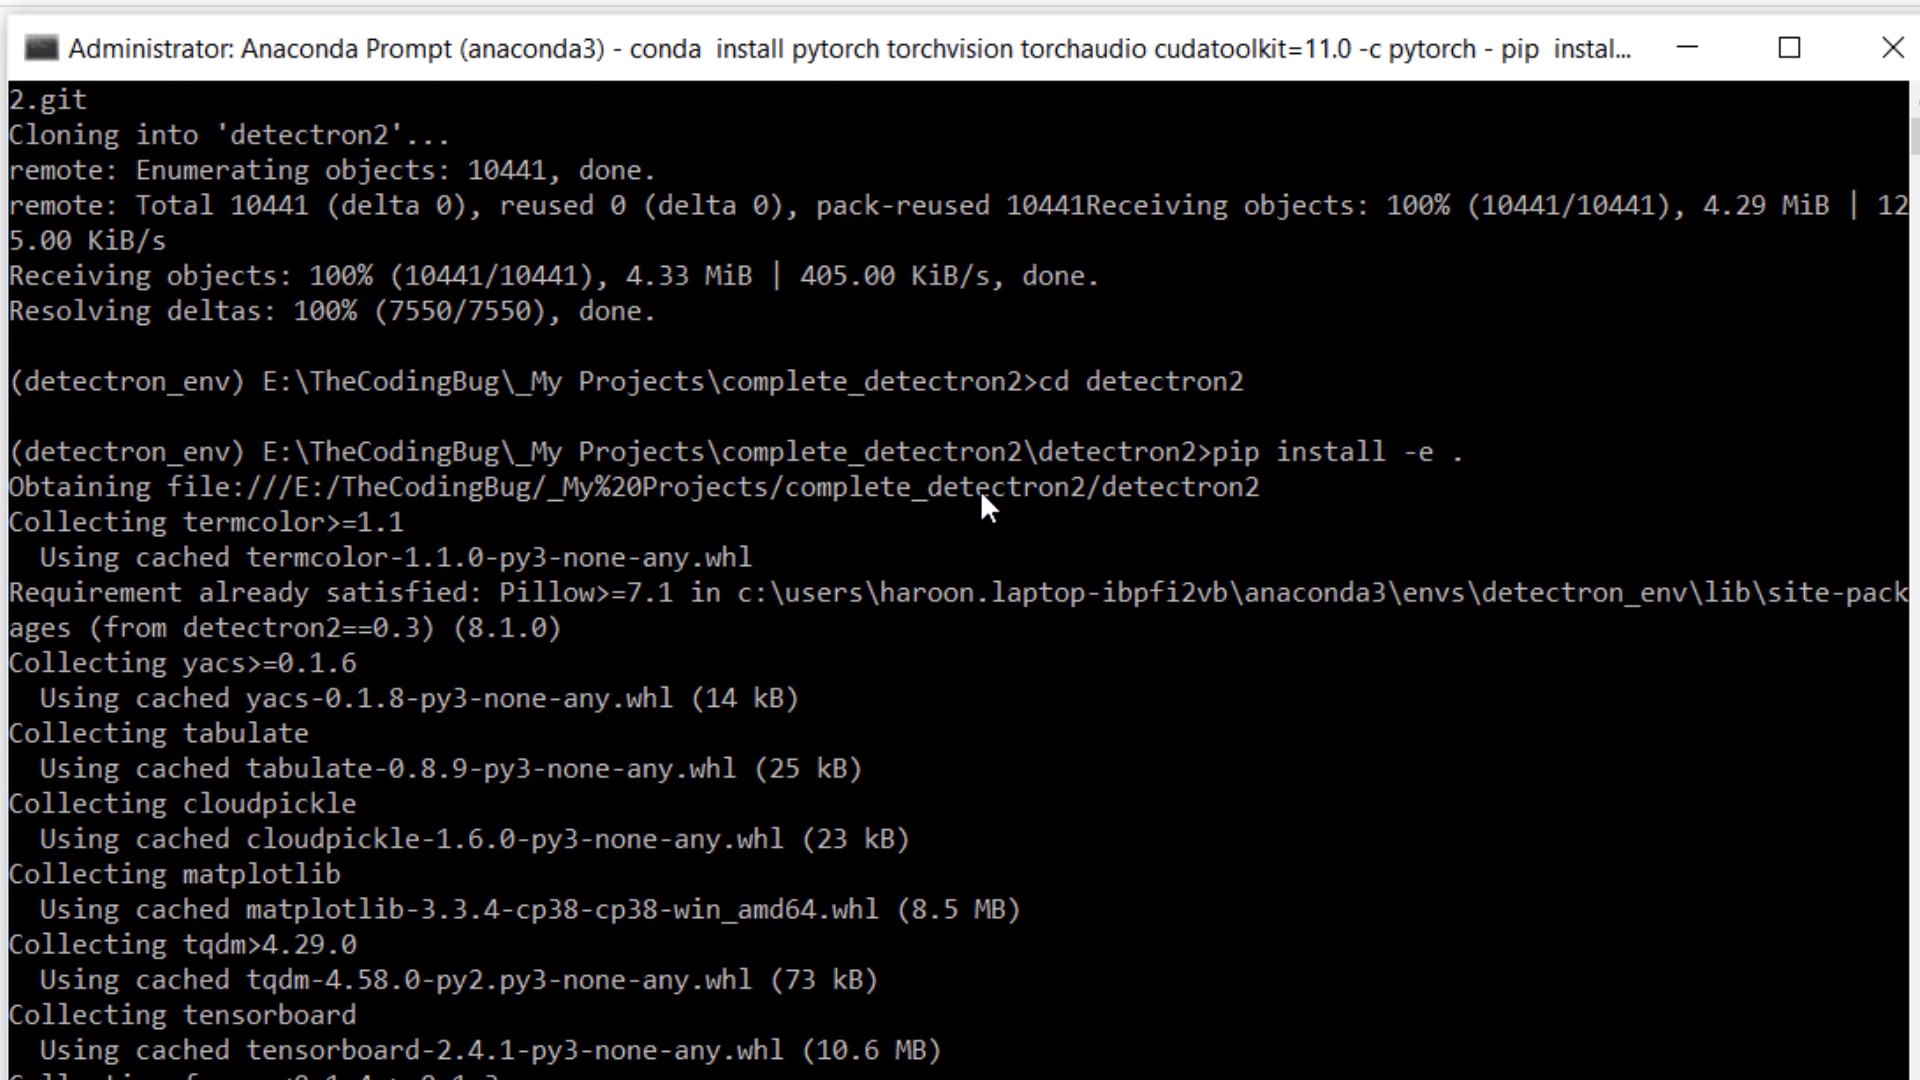 Administrator: Anaconda Prompt (anaconda3) - conda  install pytorch torchvision torchaudio cudatoolkit=11.0 -c pytorch - pip  instal...
2.git
Cloning into 'detectron2'...
remote: Enumerating objects: 10441, done.
remote: Total 10441 (delta 0), reused 0 (delta 0), pack-reused 10441Receiving objects: 100% (10441/10441), 4.29 MiB | 12
5.00 KiB/s
Receiving objects: 100% (10441/10441), 4.33 MiB | 405.00 KiB/s, done.
Resolving deltas: 100% (7550/7550), done.
(detectron_env) E:\TheCodingBug\_My Projects\complete_detectron2>cd detectron2
(detectron_env) E:\TheCodingBug\_My Projects\complete_detectron2\detectron2>pip install -e .
Obtaining file:///E:/TheCodingBug/_My%20Projects/complete_detectron2/detectron2
Collecting termcolor>=1.1
  Using cached termcolor-1.1.0-py3-none-any.whl
Requirement already satisfied: Pillow>=7.1 in c:\users\haroon.laptop-ibpfi2vb\anaconda3\envs\detectron_env\lib\site-pack
ages (from detectron2==0.3) (8.1.0)
Collecting yacs>=0.1.6
  Using cached yacs-0.1.8-py3-none-any.whl (14 kB)
Collecting tabulate
  Using cached tabulate-0.8.9-py3-none-any.whl (25 kB)
Collecting cloudpickle
  Using cached cloudpickle-1.6.0-py3-none-any.whl (23 kB)
Collecting matplotlib
  Using cached matplotlib-3.3.4-cp38-cp38-win_amd64.whl (8.5 MB)
Collecting tqdm>4.29.0
  Using cached tqdm-4.58.0-py2.py3-none-any.whl (73 kB)
Collecting tensorboard
  Using cached tensorboard-2.4.1-py3-none-any.whl (10.6 MB)